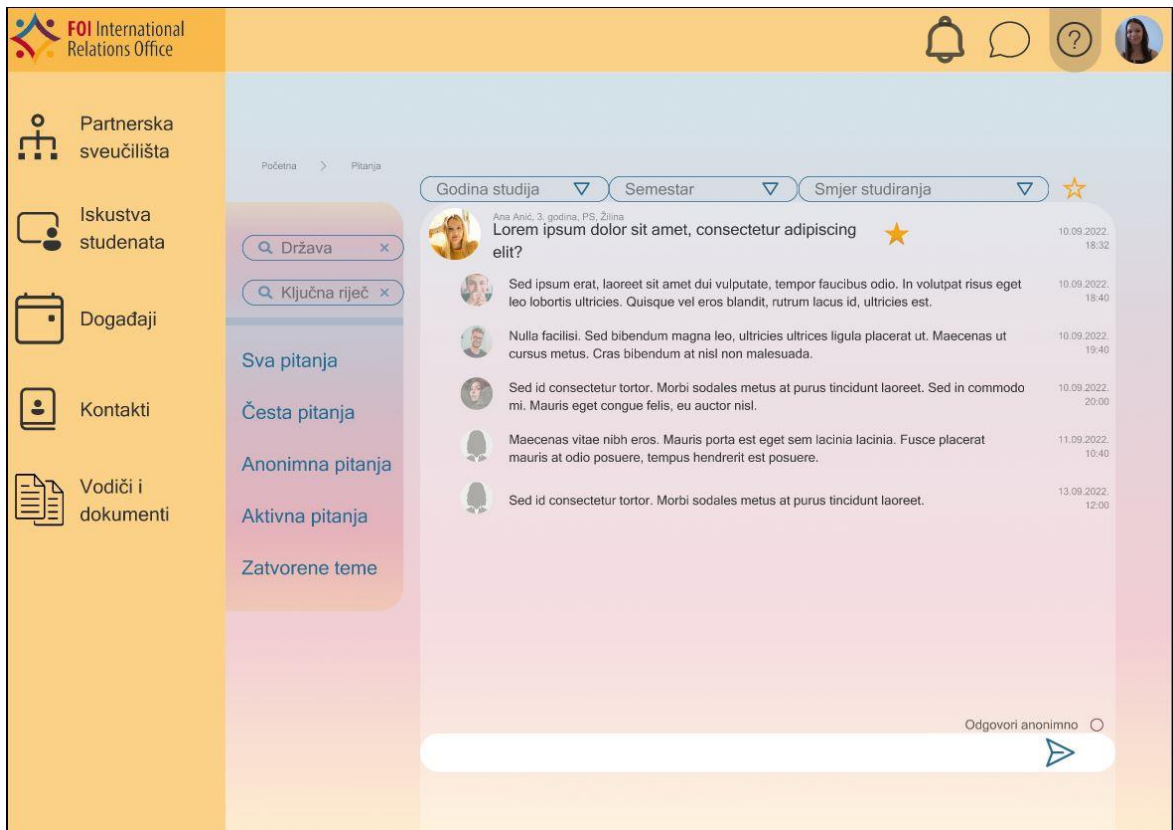 FOI International
Relations Office
?
Partnerska
sveučilišta
Iskustva
studenata
Događaji
Kontakti
Vodiči i
dokumenti
Početna > Pitanja
Država ×
Ključna riječ ×
Sva pitanja
Česta pitanja
Anonimna pitanja
Aktivna pitanja
Zatvorene teme
Godina studija
Semestar
Smjer studiranja
Ana Anić, 3. godina, PS, Žilina
Lorem ipsum dolor sit amet, consectetur adipiscing
elit?
10.09.2022.
18:32
Sed ipsum erat, laoreet sit amet dui vulputate, tempor faucibus odio. In volutpat risus eget
leo lobortis ultricies. Quisque vel eros blandit, rutrum lacus id, ultricies est.
10.09.2022.
18:40
Nulla facilisi. Sed bibendum magna leo, ultricies ultrices ligula placerat ut. Maecenas ut
cursus metus. Cras bibendum at nisl non malesuada.
10.09.2022.
19:40
Sed id consectetur tortor. Morbi sodales metus at purus tincidunt laoreet. Sed in commodo
mi. Mauris eget congue felis, eu auctor nisl.
10.09.2022.
20:00
Maecenas vitae nibh eros. Mauris porta est eget sem lacinia lacinia. Fusce placerat
mauris at odio posuere, tempus hendrerit est posuere.
11.09.2022.
10:40
Sed id consectetur tortor. Morbi sodales metus at purus tincidunt laoreet.
13.09.2022.
12:00
Odgovori anonimno